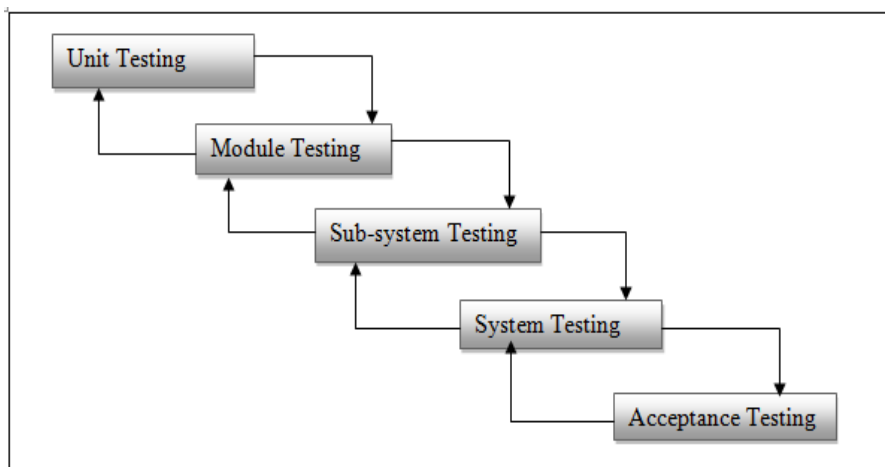 Unit Testing
Module Testing
Sub-system Testing
System Testing
Acceptance Testing